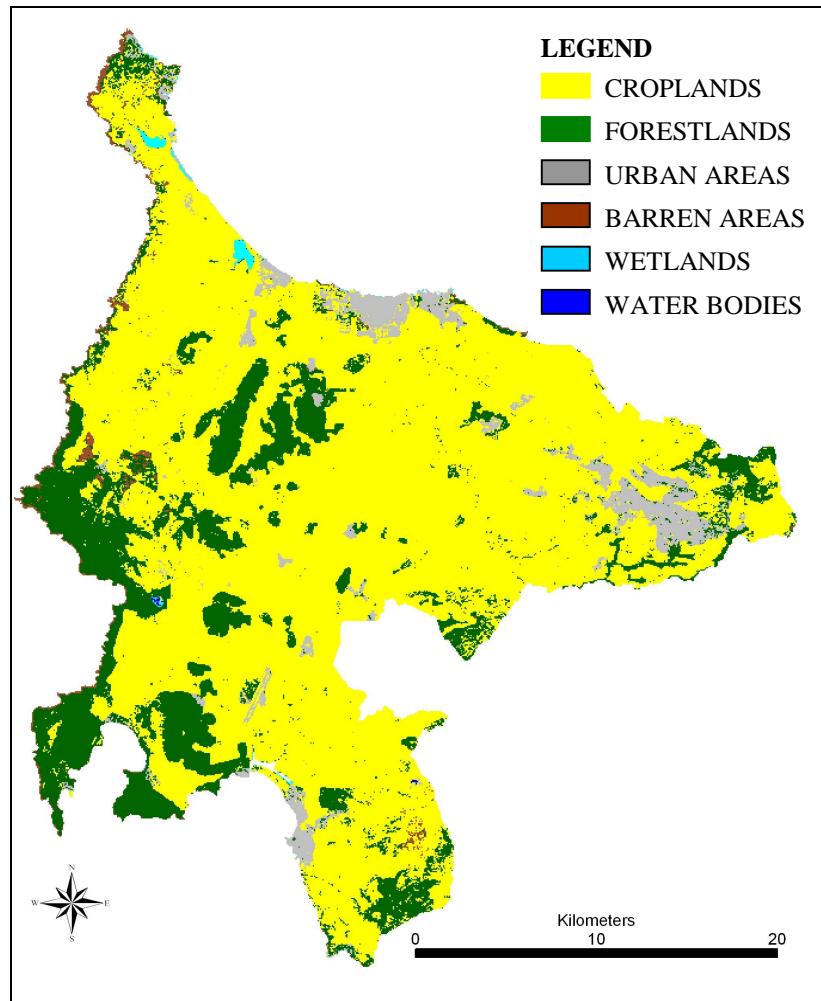 LEGEND
CROPLANDS
FORESTLANDS
URBAN AREAS
BARREN AREAS
WETLANDS
WATER BODIES
N
W E
S
Kilometers
0 10 20